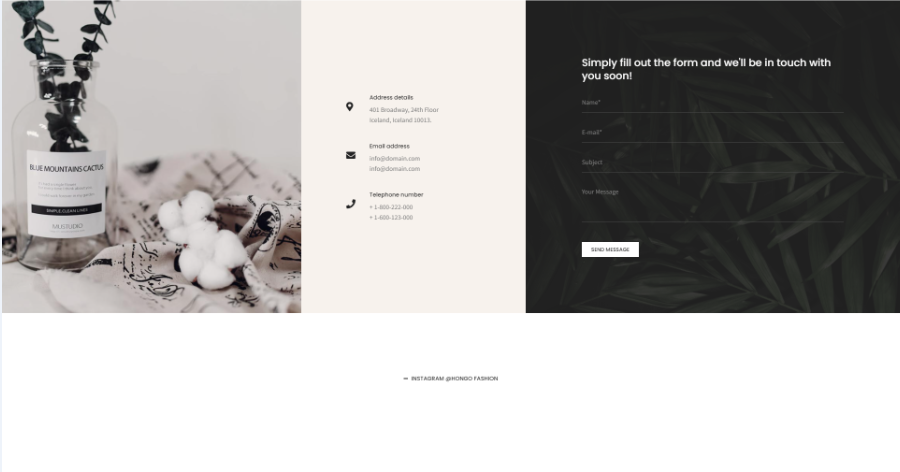 BLUE MOUNTAINS CACTUS
SIMPLE CLEAN LINES
MUSTUDIO
Address details
401 Broadway, 24th Floor
Iceland, Iceland 10013.
Email address
info@domain.com
info@domain.com
Telephone number
+ 1-800-222-000
+ 1-600-123-000
Simply fill out the form and we'll be in touch with
you soon!
Name*
E-mail*
Subject
Your Message
SEND MESSAGE
INSTAGRAM @HONGO FASHION